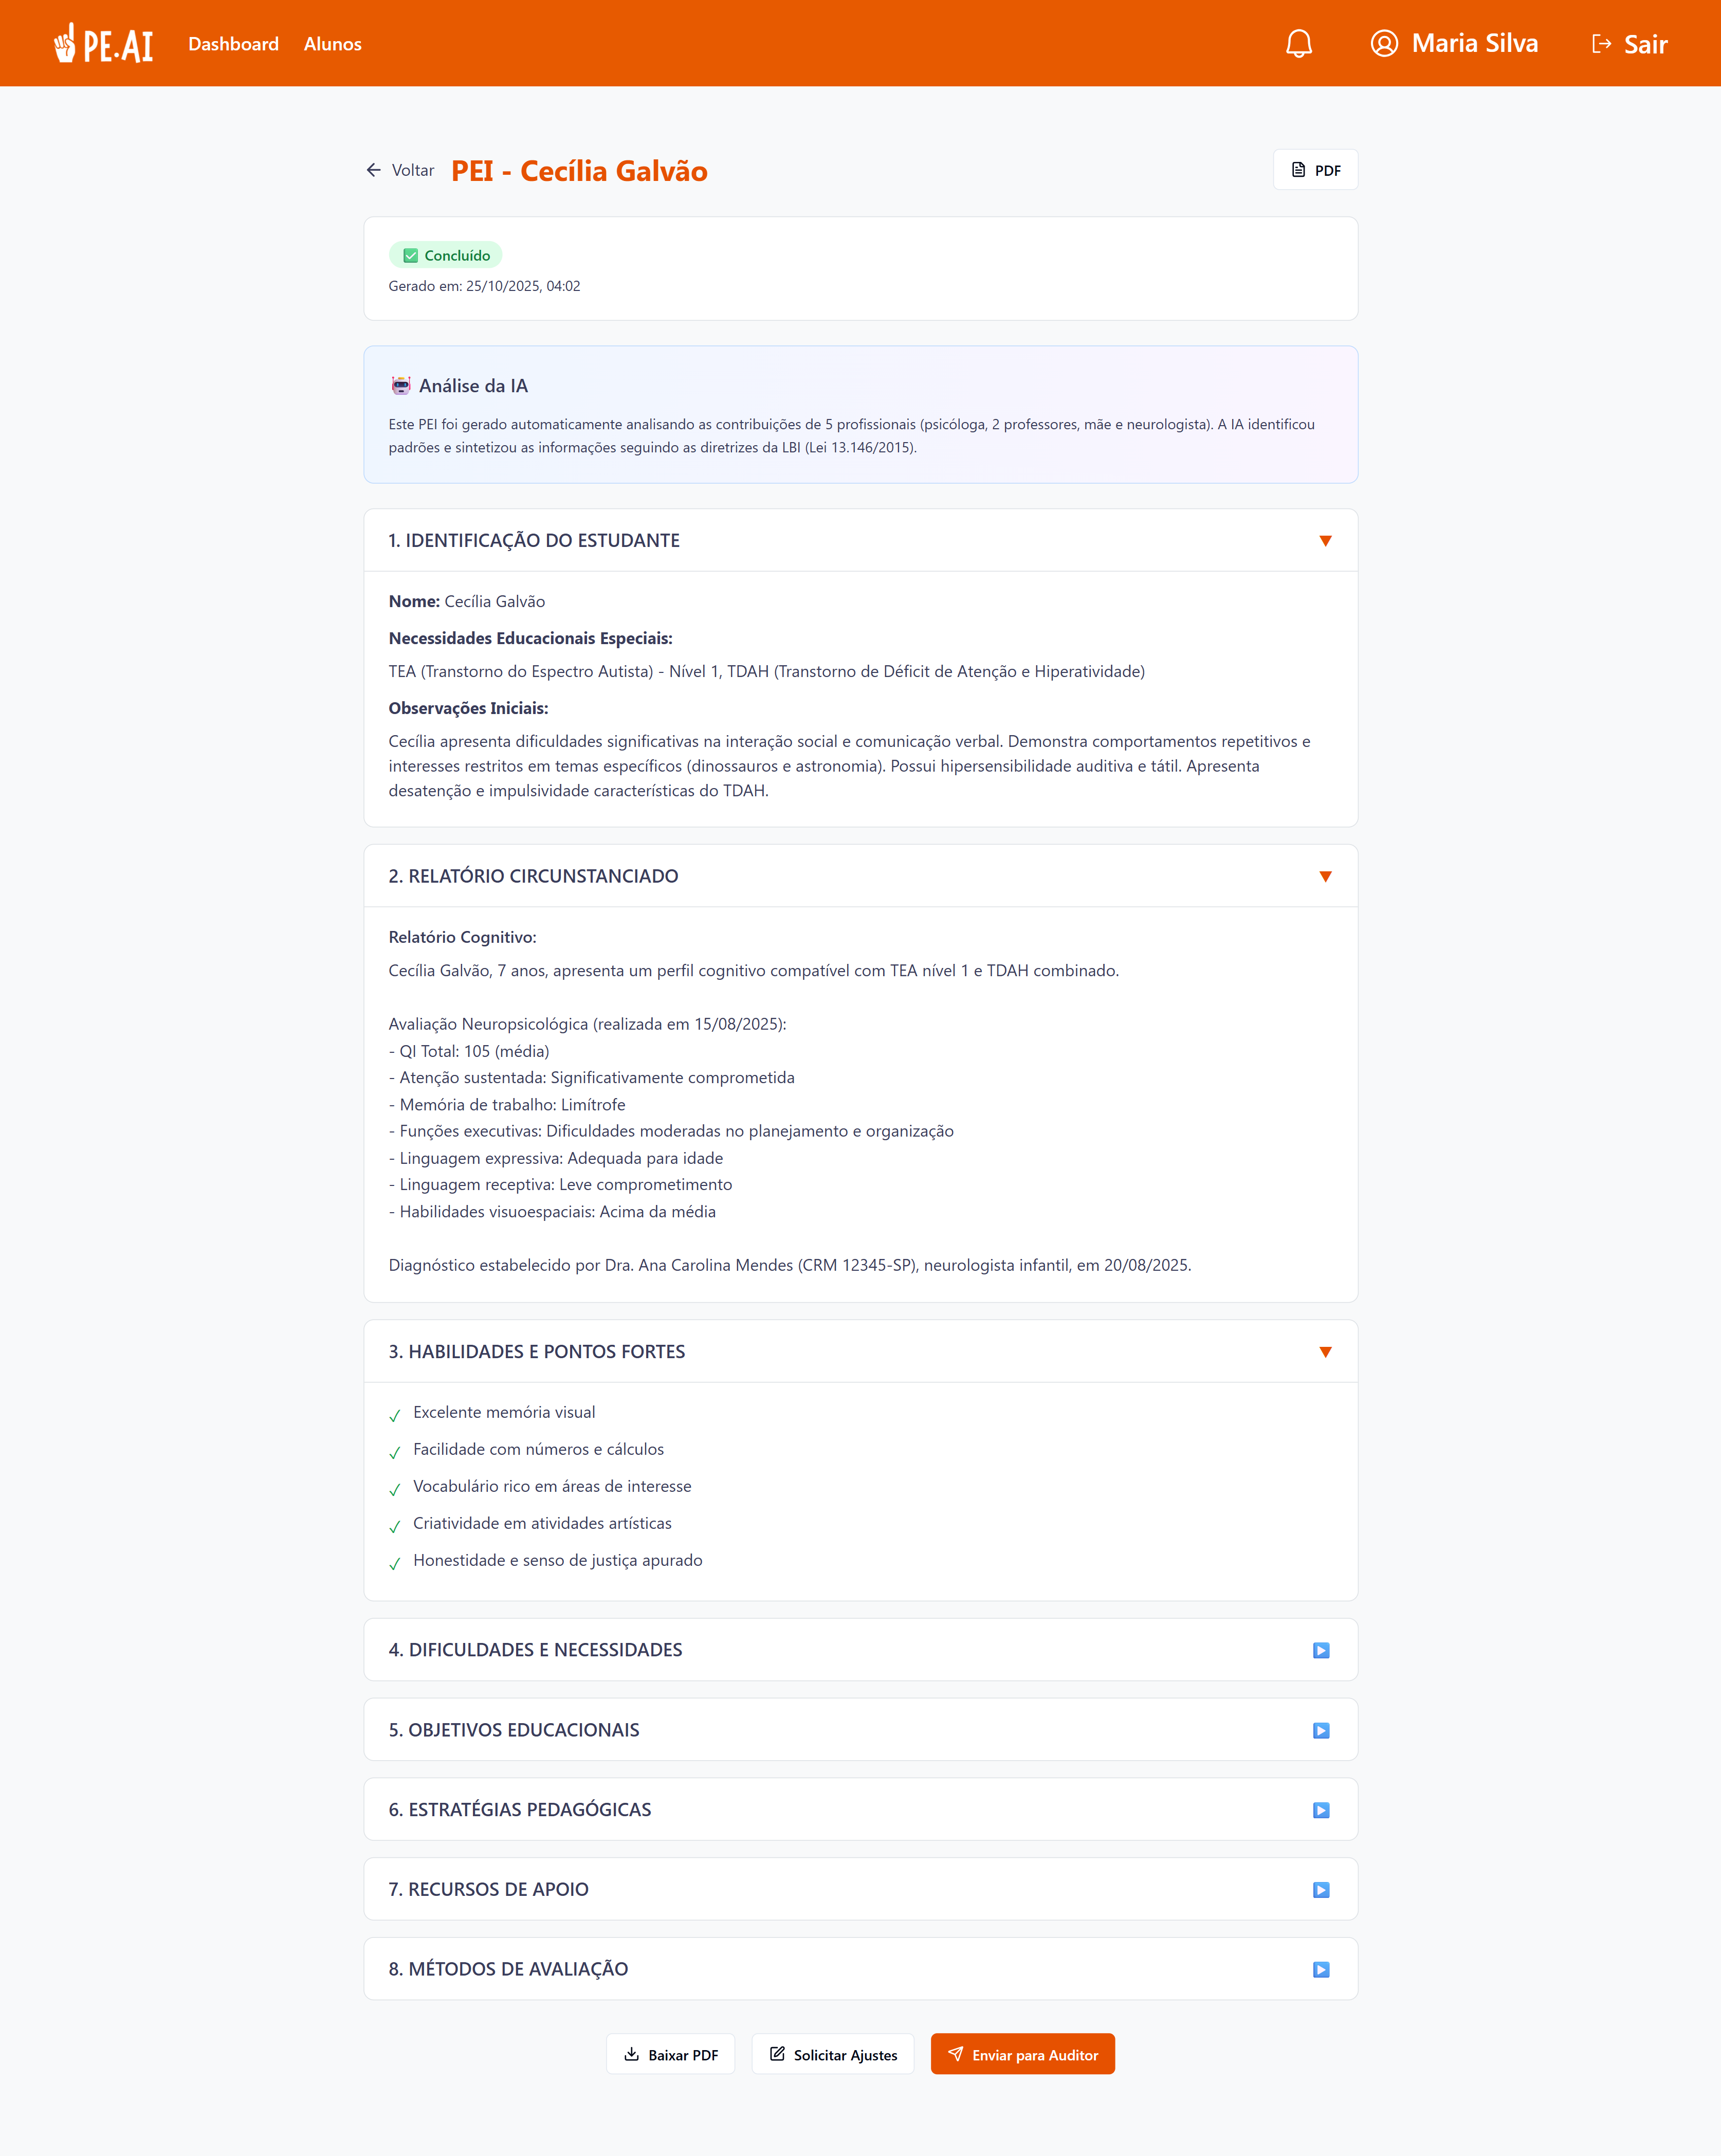 PE.AI Dashboard Alunos Maria Silva Sair
Voltar PEI - Cecília Galvão PDF
Concluído
Gerado em: 25/10/2025, 04:02
Análise da IA
Este PEI foi gerado automaticamente analisando as contribuições de 5 profissionais (psicóloga, 2 professores, mãe e neurologista). A IA identificou
padrões e sintetizou as informações seguindo as diretrizes da LBI (Lei 13.146/2015).
1. IDENTIFICAÇÃO DO ESTUDANTE
Nome: Cecília Galvão
Necessidades Educacionais Especiais:
TEA (Transtorno do Espectro Autista) - Nível 1, TDAH (Transtorno de Déficit de Atenção e Hiperatividade)
Observações Iniciais:
Cecília apresenta dificuldades significativas na interação social e comunicação verbal. Demonstra comportamentos repetitivos e
interesses restritos em temas específicos (dinossauros e astronomia). Possui hipersensibilidade auditiva e tátil. Apresenta
desatenção e impulsividade características do TDAH.
2. RELATÓRIO CIRCUNSTANCIADO
Relatório Cognitivo:
Cecília Galvão, 7 anos, apresenta um perfil cognitivo compatível com TEA nível 1 e TDAH combinado.
Avaliação Neuropsicológica (realizada em 15/08/2025):
- QI Total: 105 (média)
- Atenção sustentada: Significativamente comprometida
- Memória de trabalho: Limítrofe
- Funções executivas: Dificuldades moderadas no planejamento e organização
- Linguagem expressiva: Adequada para idade
- Linguagem receptiva: Leve comprometimento
- Habilidades visuoespaciais: Acima da média
Diagnóstico estabelecido por Dra. Ana Carolina Mendes (CRM 12345-SP), neurologista infantil, em 20/08/2025.
3. HABILIDADES E PONTOS FORTES
Excelente memória visual
Facilidade com números e cálculos
Vocabulário rico em áreas de interesse
Criatividade em atividades artísticas
Honestidade e senso de justiça apurado
4. DIFICULDADES E NECESSIDADES
5. OBJETIVOS EDUCACIONAIS
6. ESTRATÉGIAS PEDAGÓGICAS
7. RECURSOS DE APOIO
8. MÉTODOS DE AVALIAÇÃO
Baixar PDF Solicitar Ajustes Enviar para Auditor